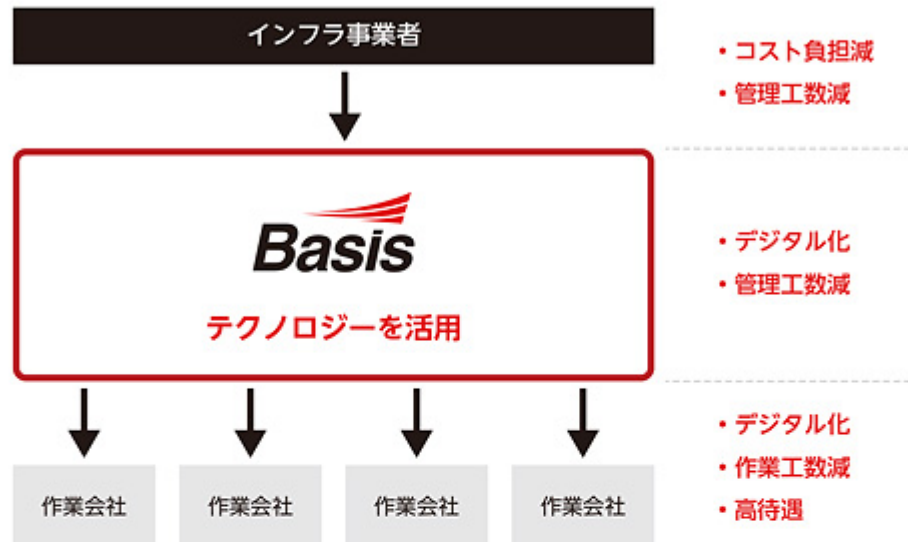 インフラ事業者
・コスト負担減
・管理工数減
Basis
テクノロジーを活用
・デジタル化
・管理工数減
作業会社
作業会社
作業会社
作業会社
・デジタル化
・作業工数減
・高待遇